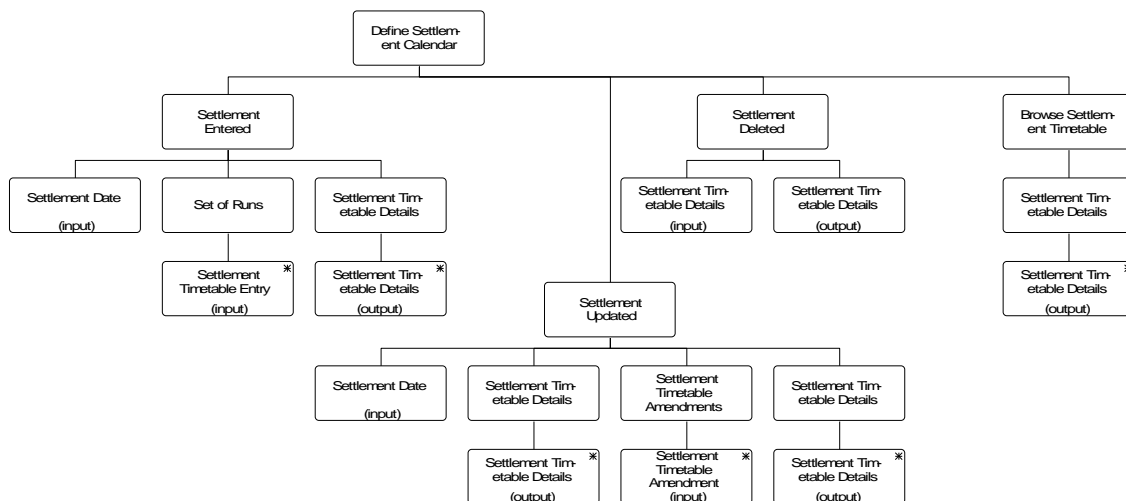 Define Settlem-
ent Calendar
Settlement
Entered
Settlement
Deleted
Browse Settlem-
ent Timetable
Settlement Date
(input)
Set of Runs
Settlement Tim-
etable Details
Settlement Tim-
etable Details
(input)
Settlement Tim-
etable Details
(output)
Settlement Tim-
etable Details
Settlement
Timetable Entry
(input)
*
Settlement Tim-
etable Details
(output)
*
Settlement Tim-
etable Details
(output)
*
Settlement
Updated
Settlement Date
(input)
Settlement Tim-
etable Details
Settlement
Timetable
Amendments
Settlement Tim-
etable Details
Settlement Tim-
etable Details
(output)
*
Settlement
Timetable
Amendment
(input)
*
Settlement Tim-
etable Details
(output)
*